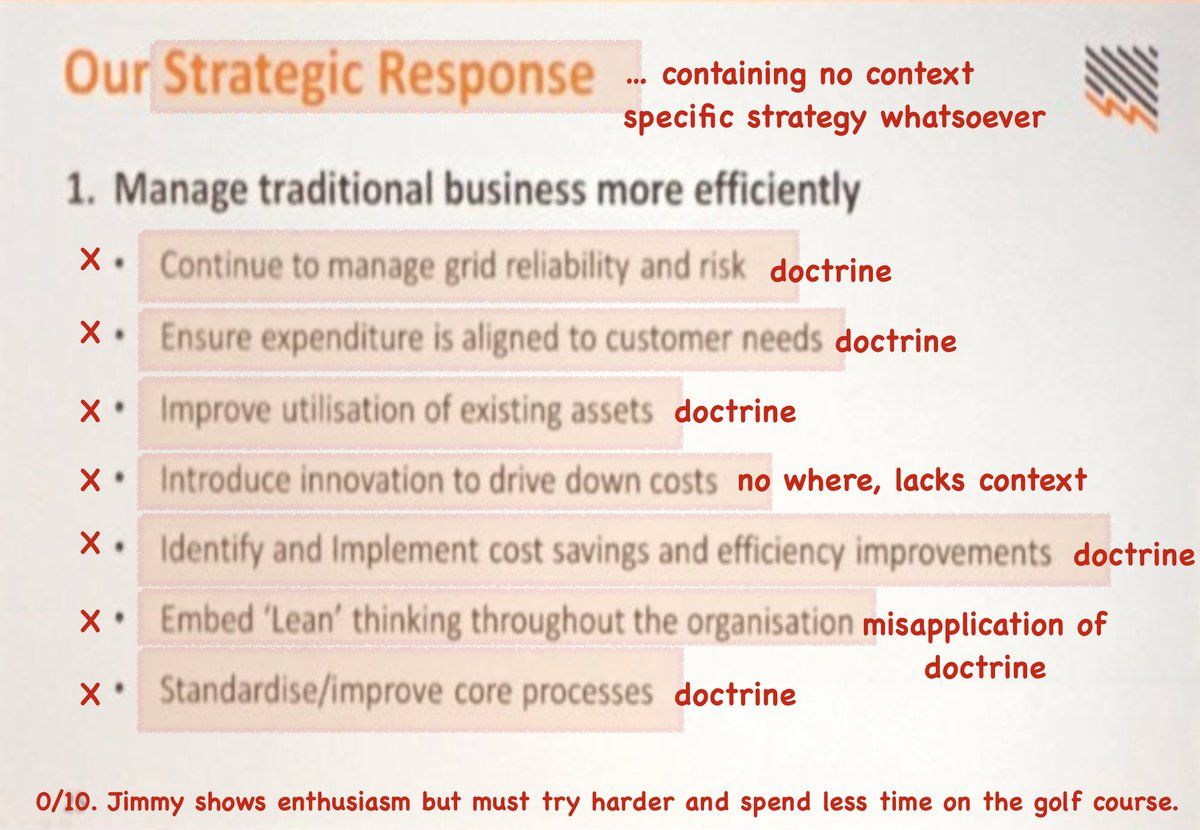 Our Strategic Response ... containing no context
specific strategy whatsoever
1. Manage traditional business more efficiently
X • Continue to manage grid reliability and risk doctrine
X • Ensure expenditure is aligned to customer needs doctrine
X • Improve utilisation of existing assets doctrine
X • Introduce innovation to drive down costs no where, lacks context
X • Identify and Implement cost savings and efficiency improvements doctrine
X • Embed ‘Lean’ thinking throughout the organisation misapplication of
doctrine
X • Standardise/improve core processes doctrine
0/10. Jimmy shows enthusiasm but must try harder and spend less time on the golf course.